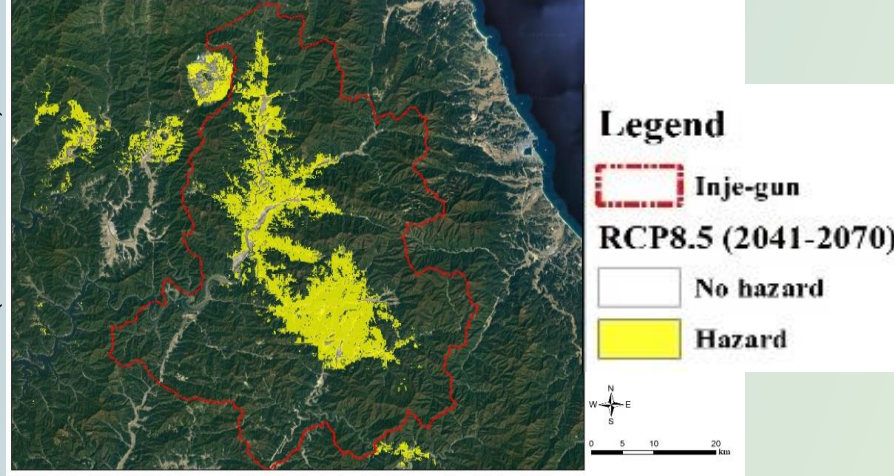 Legend
Inje-gun
RCP8.5 (2041-2070)
No hazard
Hazard
N
W E
S
0 5 10 20
km